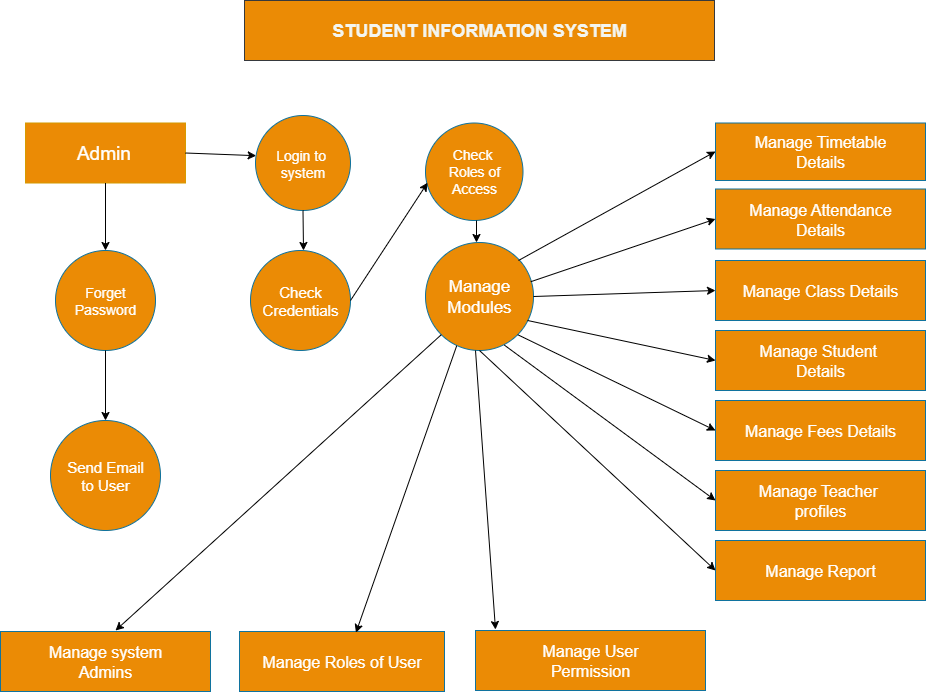 STUDENT INFORMATION SYSTEM
Admin
Login to
system
Check
Roles of
Access
Forget
Password
Check
Credentials
Manage
Modules
Send Email
to User
Manage Timetable
Details
Manage Attendance
Details
Manage Class Details
Manage Student
Details
Manage Fees Details
Manage Teacher
profiles
Manage Report
Manage system
Admins
Manage Roles of User
Manage User
Permission